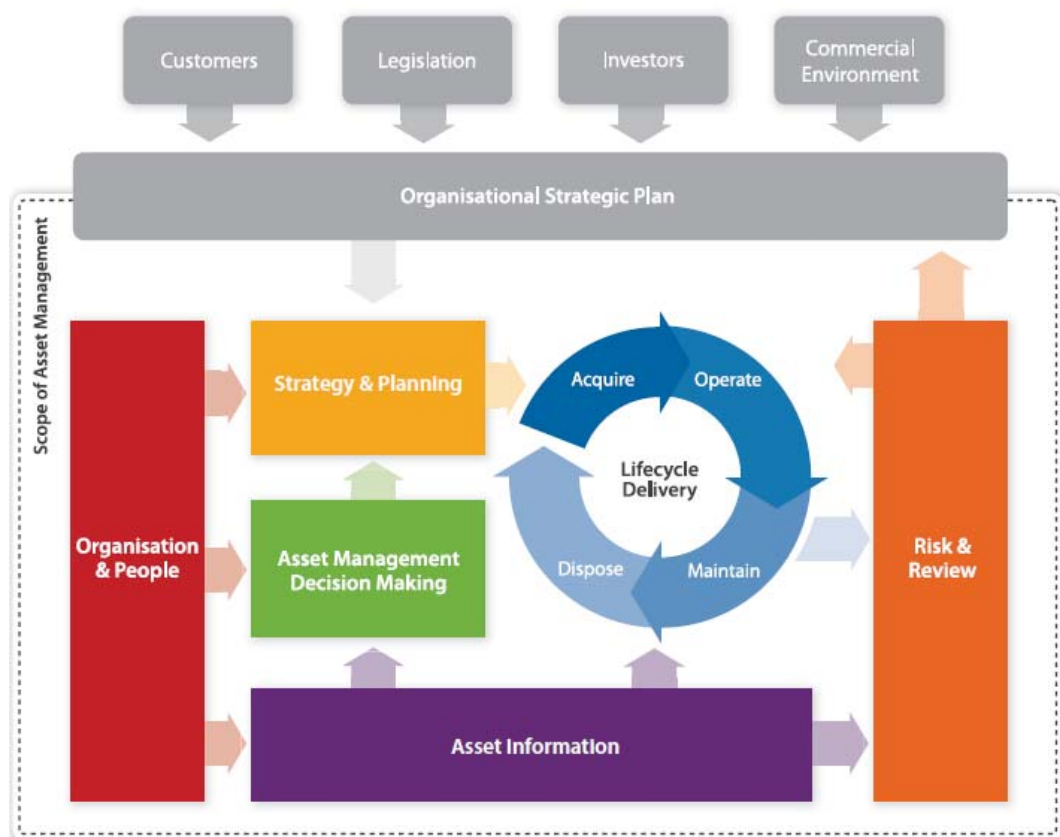 Customers
Legislation
Investors
Commercial
Environment
Organisational Strategic Plan
Scope of Asset Management
Strategy & Planning
Acquire
Operate
Lifecycle
Delivery
Organisation
& People
Asset Management
Decision Making
Dispose
Maintain
Risk &
Review
Asset Information